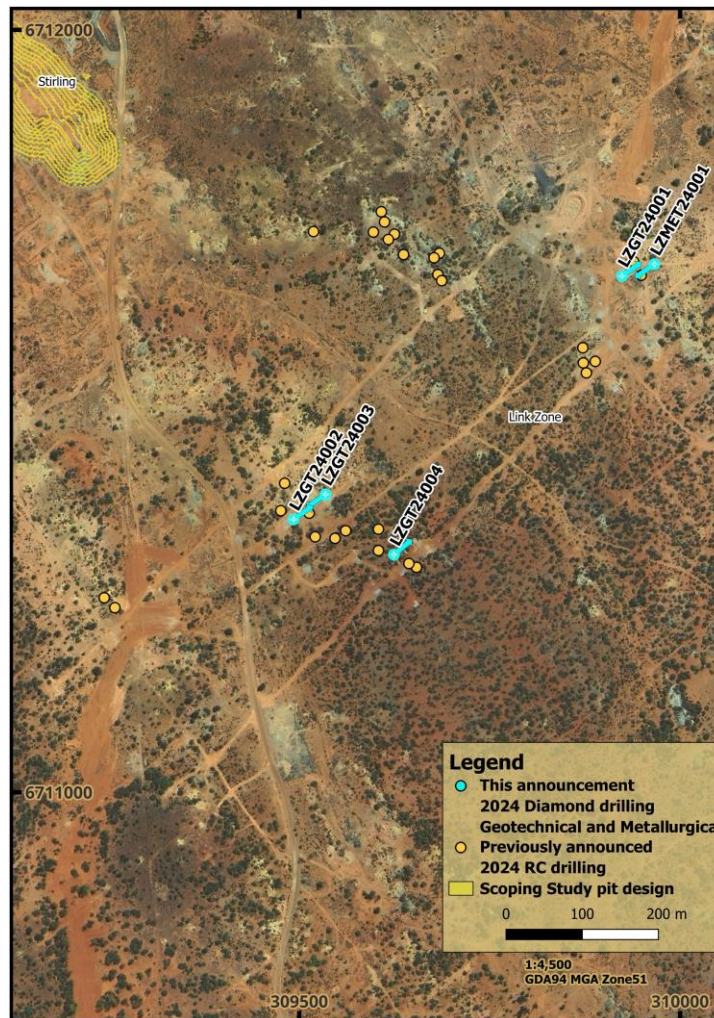 6712000
Stirling
LZGT24001
LZMET24001
Link Zone
LZGT24002
LZGT24003
LZGT24004
6711000
Legend
This announcement
2024 Diamond drilling
Geotechnical and Metallurgica
Previously announced
2024 RC drilling
Scoping Study pit design
0 100 200 m
1:4,500
GDA94 MGA Zone51
309500 310000